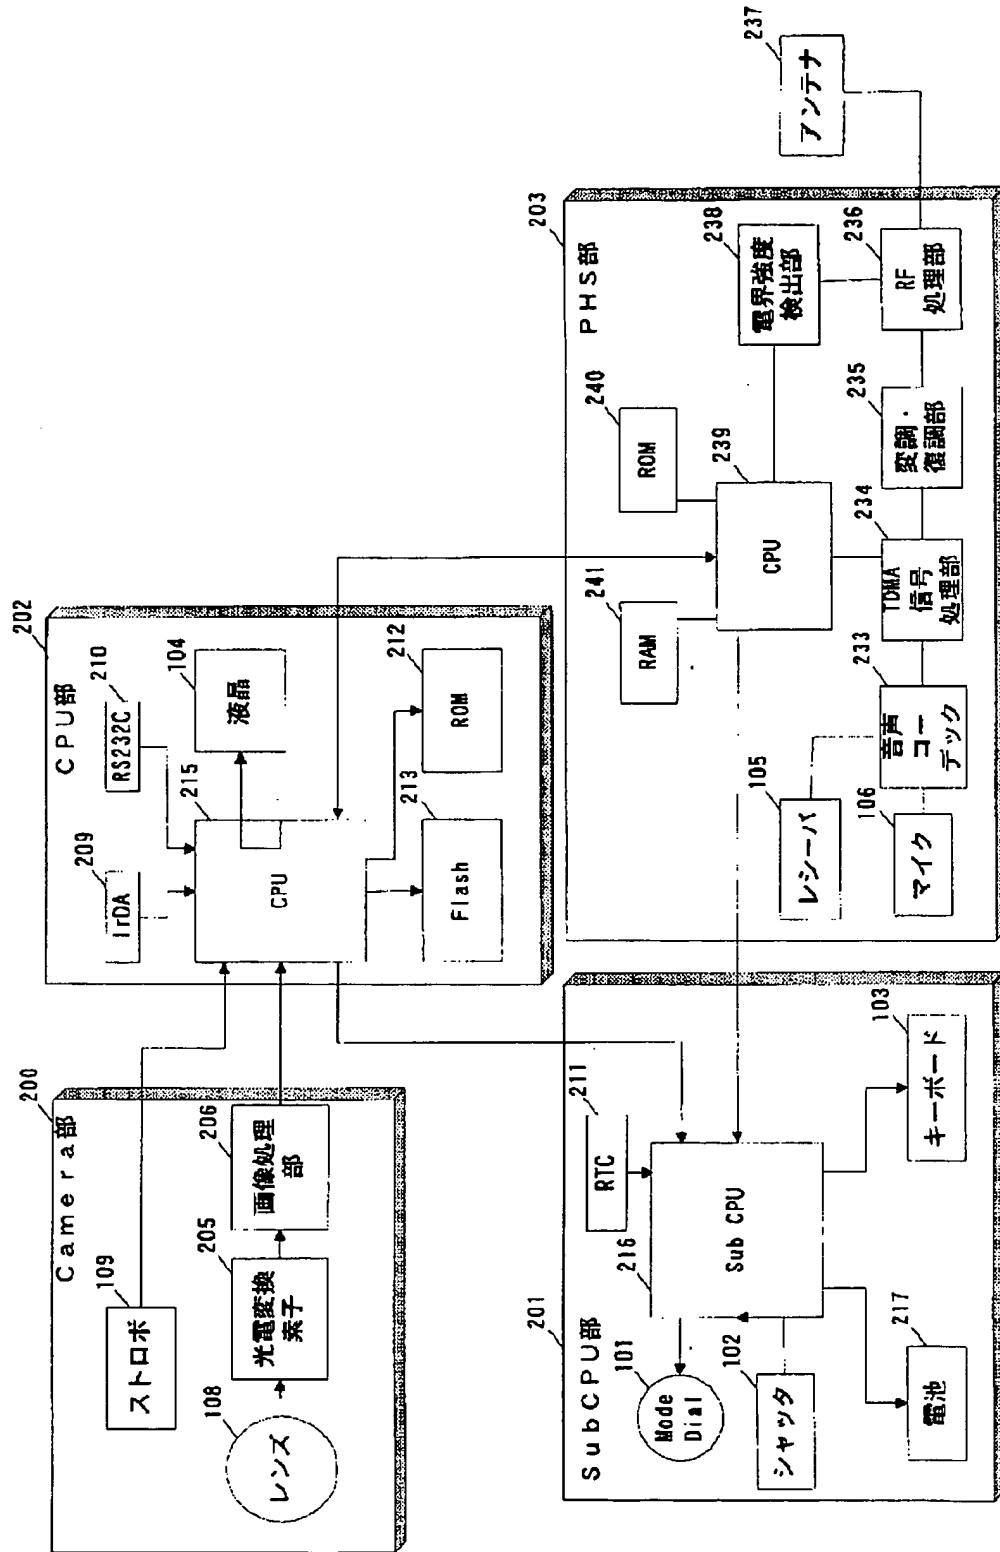 200
Camera部
109
ストロボ
108
レンズ
205
光電変換
素子
206
画像処理
部
202
CPU部
209
IrDA
210
RS232C
104
液晶
215
CPU
213
Flash
212
ROM
201
SubCPU部
101
Mode
Dial
102
シャッタ
216
Sub CPU
211
RTC
217
電池
103
キーボード
203
PHS部
105
レシーバ
106
マイク
241
RAM
240
ROM
239
CPU
238
電界強度
検出部
233
音声
コー
デック
234
TDMA
信号
処理部
235
変調・
復調部
236
RF
処理部
237
アンテナ